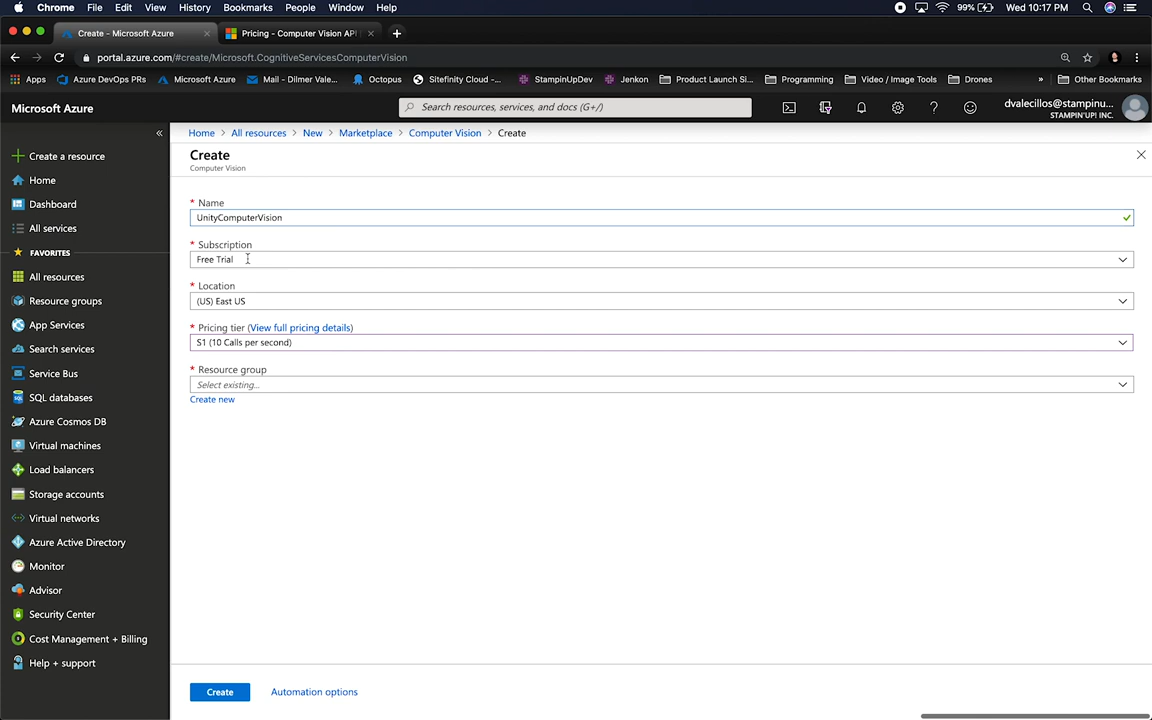 Chrome File Edit View History Bookmarks People Window Help 99% Wed 10:17 PM
Create - Microsoft Azure Pricing - Computer Vision API
portal.azure.com/#create/Microsoft.CognitiveServicesComputerVision
Apps Azure DevOps PRs Microsoft Azure Mail - Dilmer Vale... Octopus Sitefinity Cloud -... StampinUpDev Jenkon Product Launch Si... Programming Video / Image Tools Drones » Other Bookmarks
Microsoft Azure Search resources, services, and docs (G+/) dvalecillos@stampinu...
STAMPIN'UP! INC.
« Home > All resources > New > Marketplace > Computer Vision > Create
Create
Computer Vision
Create a resource
Home
Dashboard
All services
FAVORITES
All resources
Resource groups
App Services
Search services
Service Bus
SQL databases
Azure Cosmos DB
Virtual machines
Load balancers
Storage accounts
Virtual networks
Azure Active Directory
Monitor
Advisor
Security Center
Cost Management + Billing
Help + support
* Name
UnityComputerVision
* Subscription
Free Trial
* Location
(US) East US
* Pricing tier (View full pricing details)
S1 (10 Calls per second)
* Resource group
Select existing...
Create new
Create Automation options